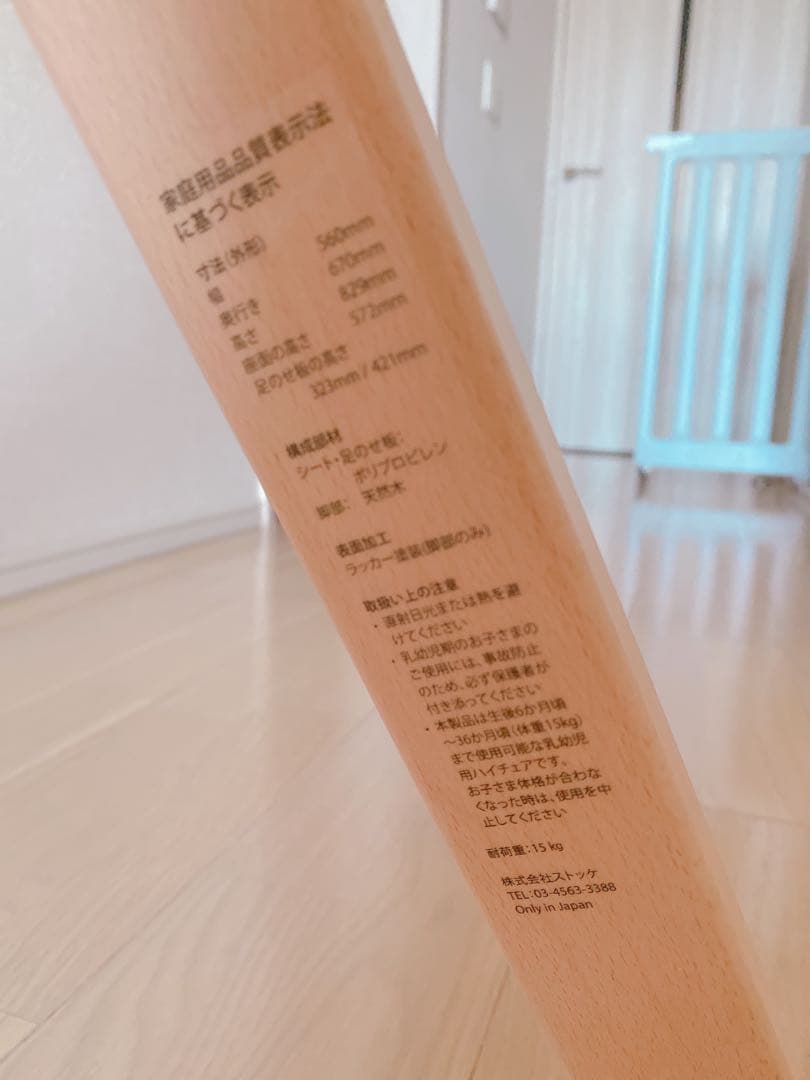 家庭用品品質表示法
に基づく表示
寸法(外形)
幅 560mm
奥行き 670mm
高さ 829mm
座面の高さ 572mm
足のせ板の高さ
323mm / 421mm
構成部材
シート・足のせ板:
ポリプロピレン
脚部: 天然木
表面加工
ラッカー塗装(脚部のみ)
取扱い上の注意
・直射日光または熱を避
けてください
・乳幼児期のお子さまの
ご使用には、事故防止
のため、必ず保護者が
付き添ってください
・本製品は生後6か月頃
〜36か月頃(体重15kg)
まで使用可能な乳幼児
用ハイチェアです。
お子さま体格が合わな
くなった時は、使用を中
止してください
耐荷重:15 kg
株式会社ストッケ
TEL:03-4563-3388
Only in Japan